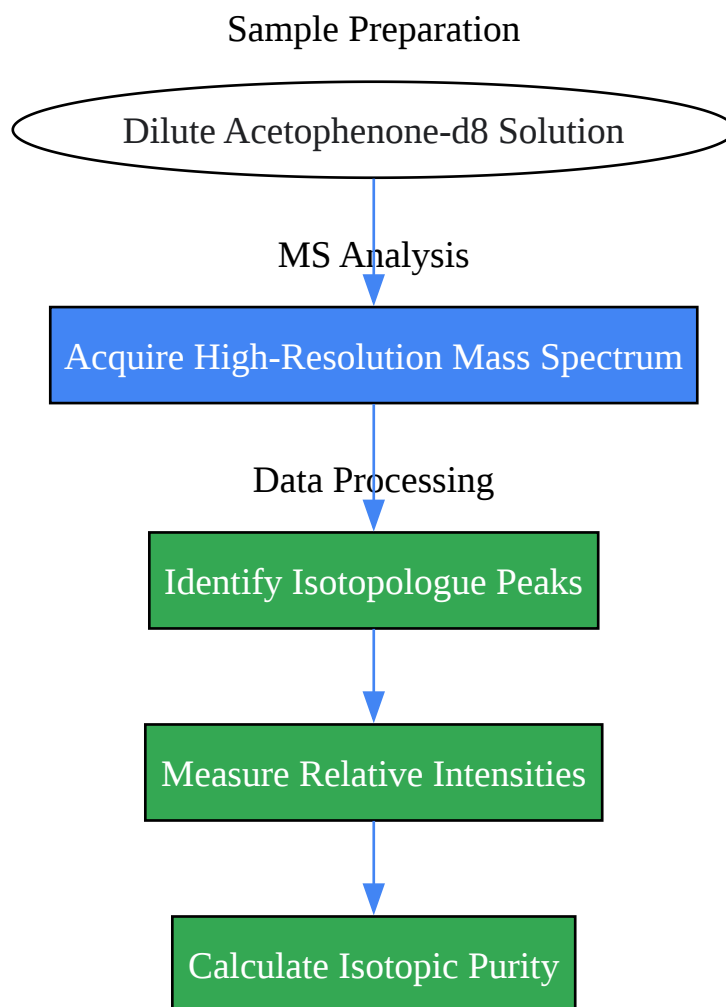 Sample Preparation
Dilute Acetophenone-d8 Solution
MS Analysis
Acquire High-Resolution Mass Spectrum
Data Processing
Identify Isotopologue Peaks
Measure Relative Intensities
Calculate Isotopic Purity